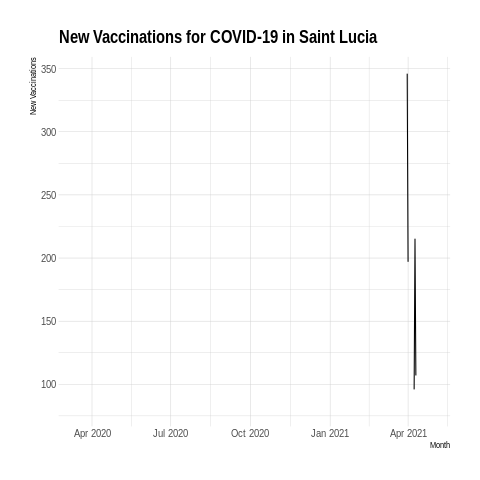 New Vaccinations for COVID-19 in Saint Lucia
New Vaccinations
350
300
250
200
150
100
Apr 2020 Jul 2020 Oct 2020 Jan 2021 Apr 2021
Month